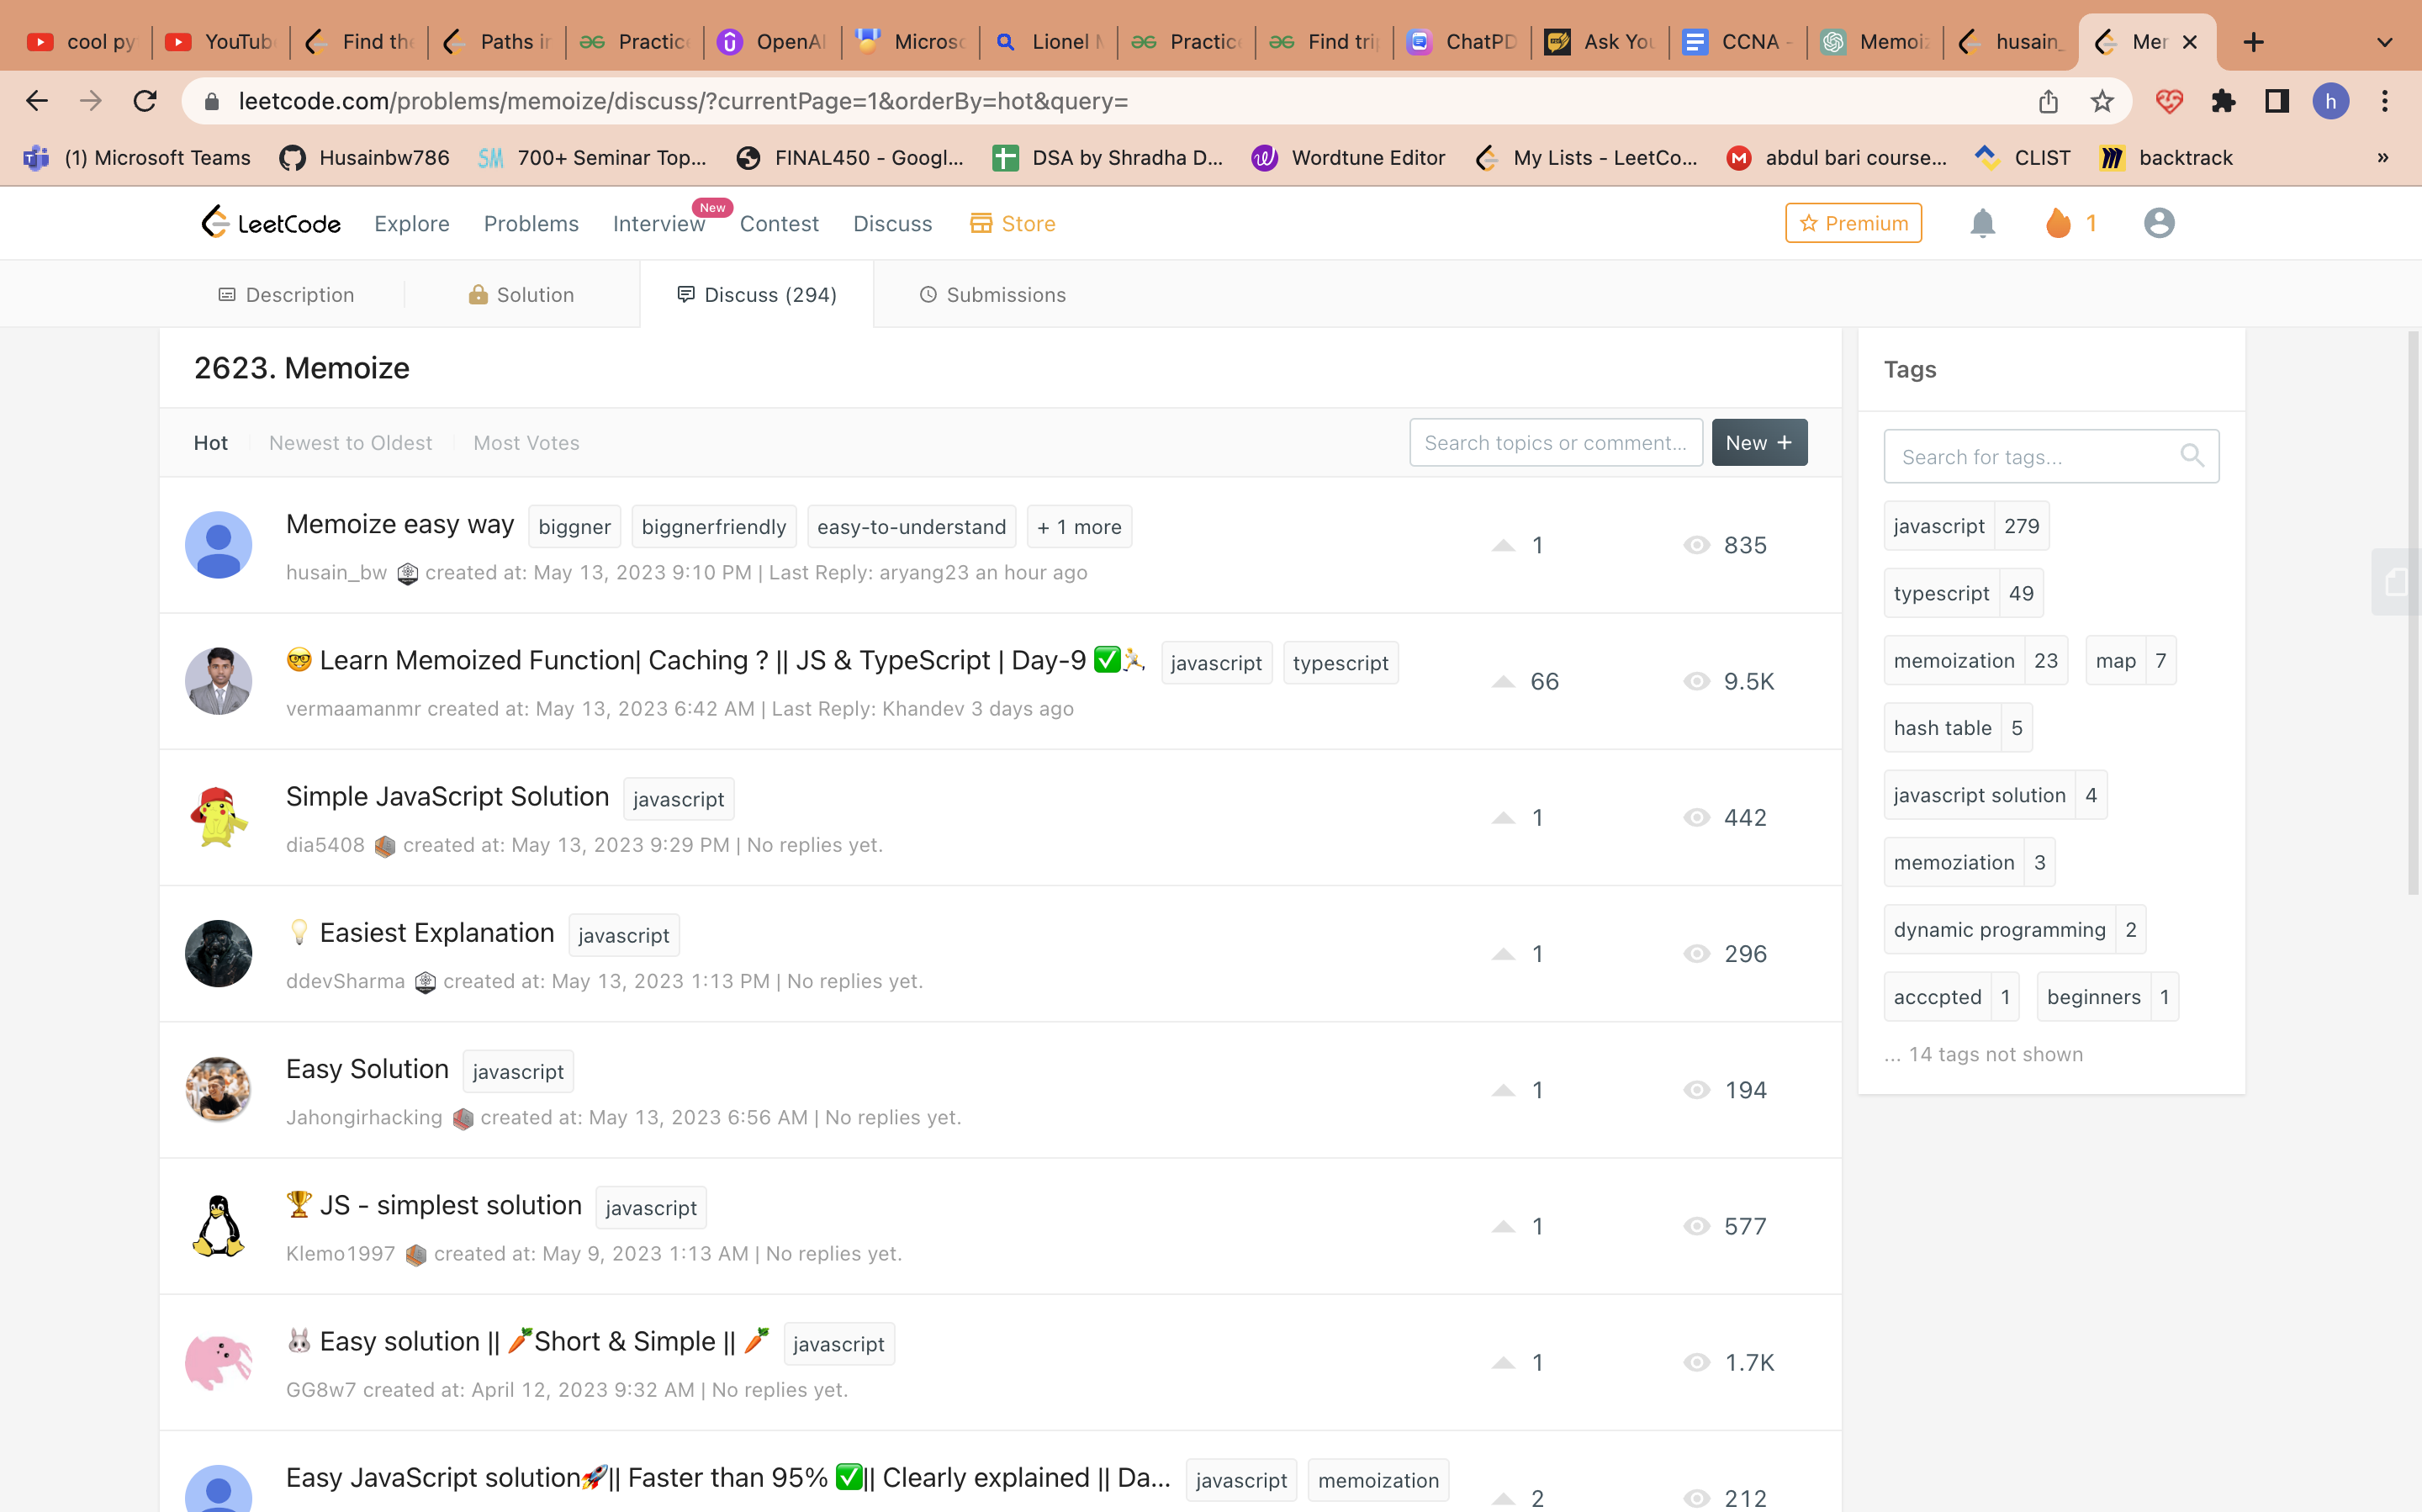 cool py
YouTub
Find the
Paths in
Practic
OpenAI
Microso
Lionel M
Practic
Find trip
ChatPD
Ask You
CCNA -
Memoiz
husain_
Mem
leetcode.com/problems/memoize/discuss/?currentPage=1&orderBy=hot&query=
h
(1) Microsoft Teams
Husainbw786
SM 700+ Seminar Top...
FINAL450 - Googl...
DSA by Shradha D...
Wordtune Editor
My Lists - LeetCo...
abdul bari course...
CLIST
backtrack
»
LeetCode Explore Problems Interview New Contest Discuss Store
Premium 1
Description Solution Discuss (294) Submissions
2623. Memoize
Hot Newest to Oldest Most Votes Search topics or comment... New +
Memoize easy way biggner biggnerfriendly easy-to-understand + 1 more 1 835
husain_bw created at: May 13, 2023 9:10 PM | Last Reply: aryang23 an hour ago
🤓 Learn Memoized Function| Caching ? || JS & TypeScript | Day-9 ✅🏃 javascript typescript 66 9.5K
vermaamanmr created at: May 13, 2023 6:42 AM | Last Reply: Khandev 3 days ago
Simple JavaScript Solution javascript 1 442
dia5408 created at: May 13, 2023 9:29 PM | No replies yet.
💡 Easiest Explanation javascript 1 296
ddevSharma created at: May 13, 2023 1:13 PM | No replies yet.
Easy Solution javascript 1 194
Jahongirhacking created at: May 13, 2023 6:56 AM | No replies yet.
🏆 JS - simplest solution javascript 1 577
Klemo1997 created at: May 9, 2023 1:13 AM | No replies yet.
🐰 Easy solution || 🥕Short & Simple || 🥕 javascript 1 1.7K
GG8w7 created at: April 12, 2023 9:32 AM | No replies yet.
Easy JavaScript solution🚀|| Faster than 95% ✅|| Clearly explained || Da... javascript memoization 2 212
Tags
Search for tags...
javascript 279
typescript 49
memoization 23 map 7
hash table 5
javascript solution 4
memoziation 3
dynamic programming 2
acccpted 1 beginners 1
... 14 tags not shown